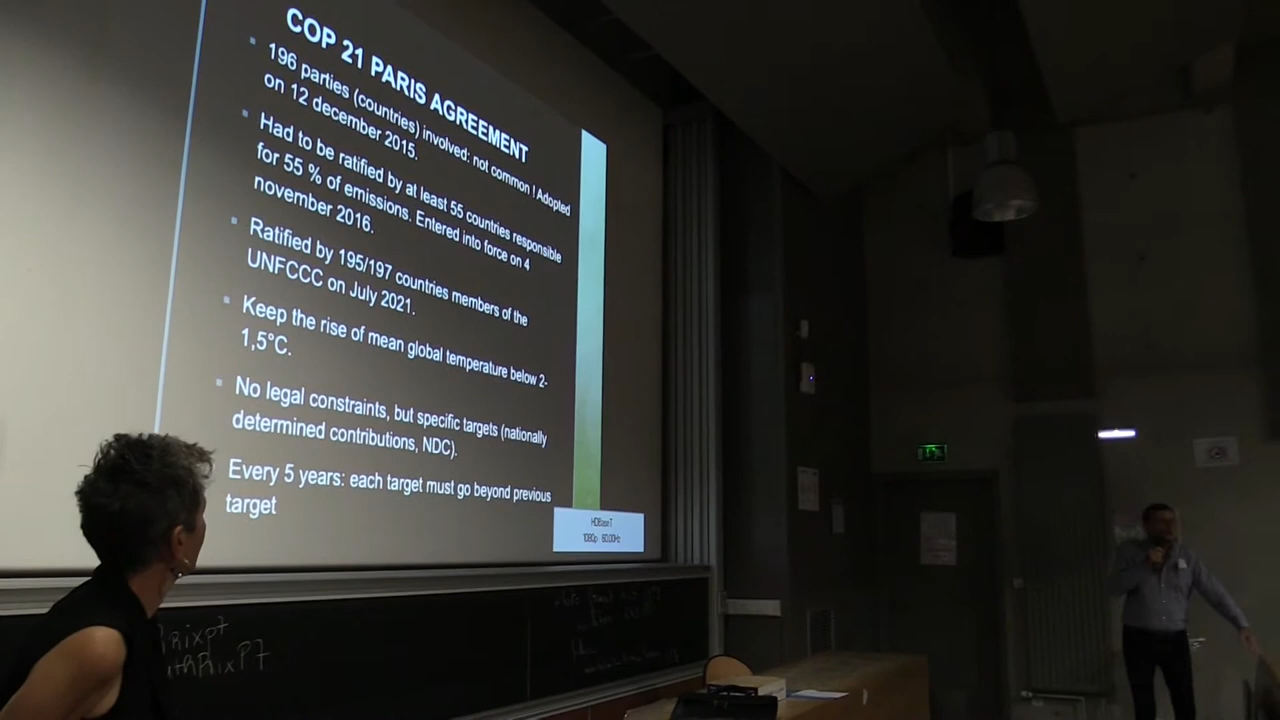 COP 21 PARIS AGREEMENT
196 parties (countries) involved: not common ! Adopted
on 12 december 2015.
Had to be ratified by at least 55 countries responsible
for 55 % of emissions. Entered into force on 4
november 2016.
Ratified by 195/197 countries members of the
UNFCCC on July 2021.
Keep the rise of mean global temperature below 2-
1,5°C.
No legal constraints, but specific targets (nationally
determined contributions, NDC).
Every 5 years: each target must go beyond previous
target
HDBaseT
1080p 60.00Hz